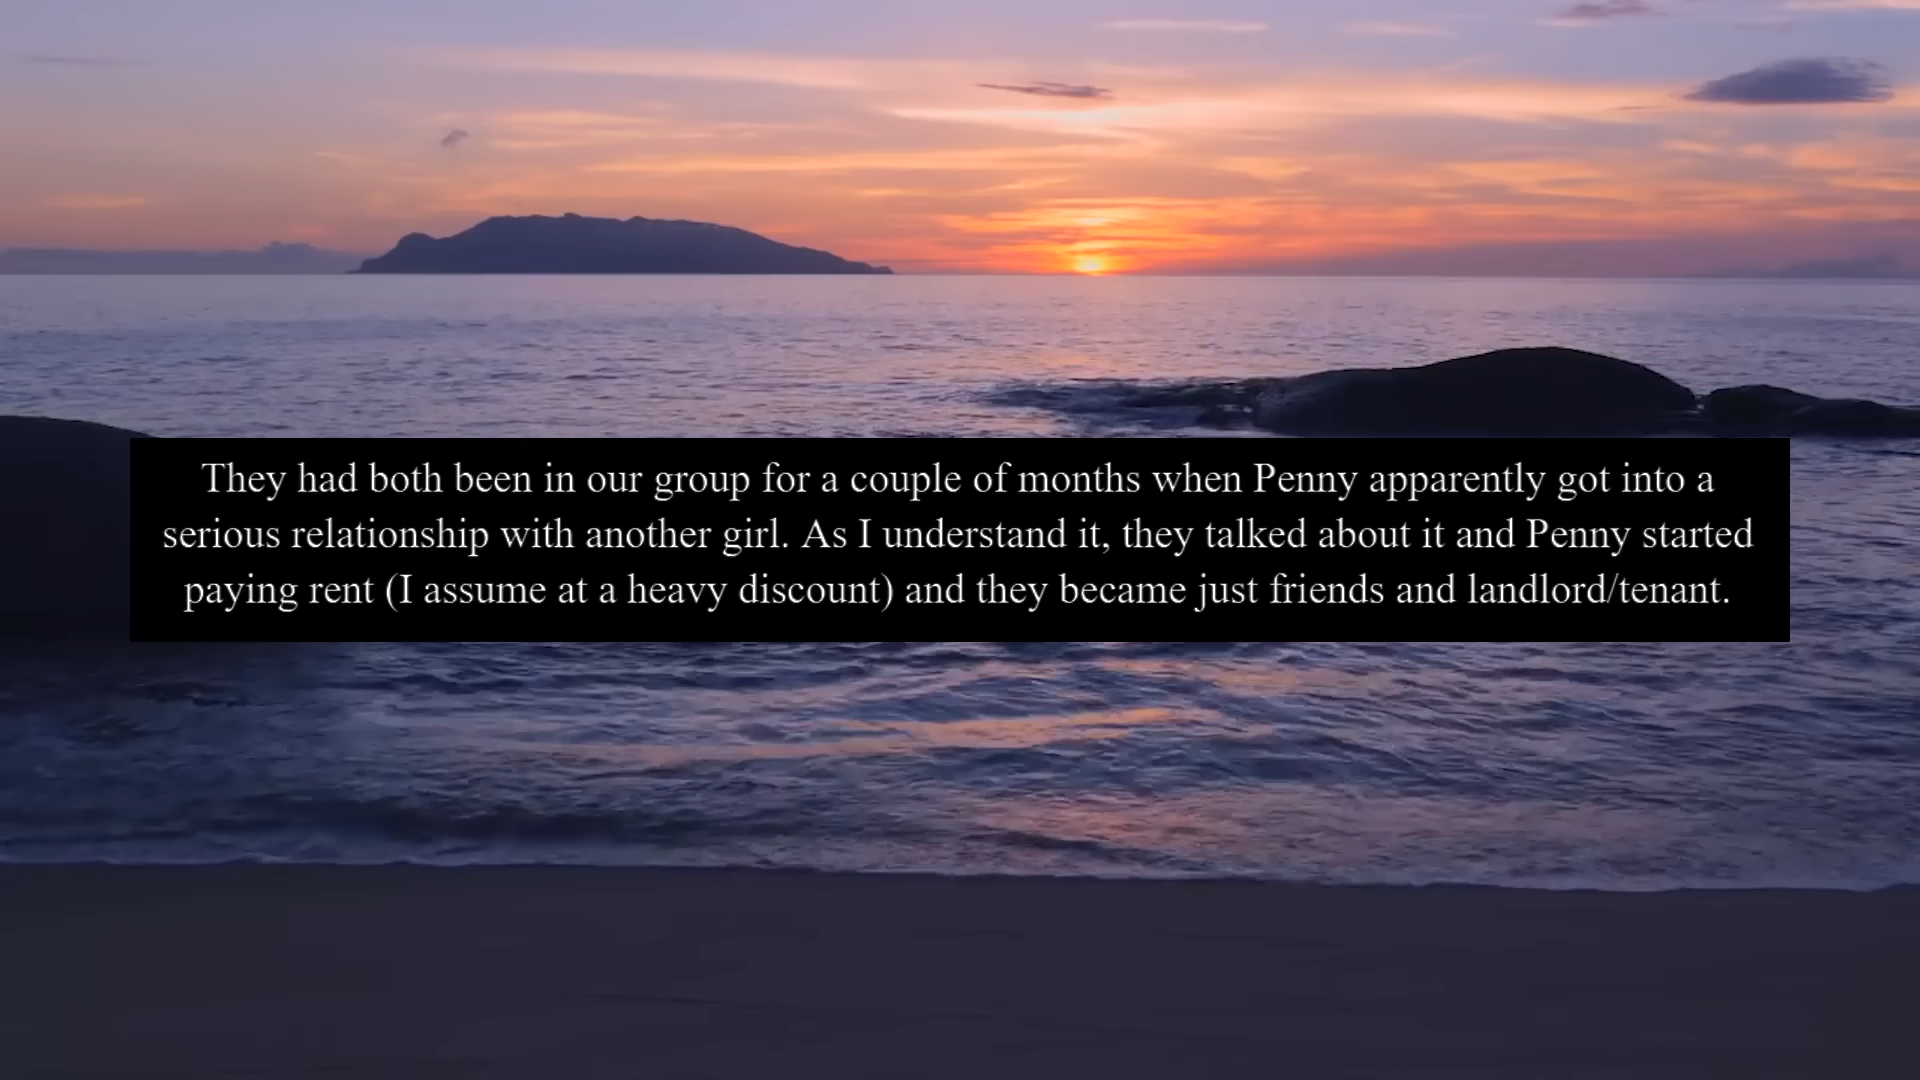 They had both been in our group for a couple of months when Penny apparently got into a
serious relationship with another girl. As I understand it, they talked about it and Penny started
paying rent (I assume at a heavy discount) and they became just friends and landlord/tenant.